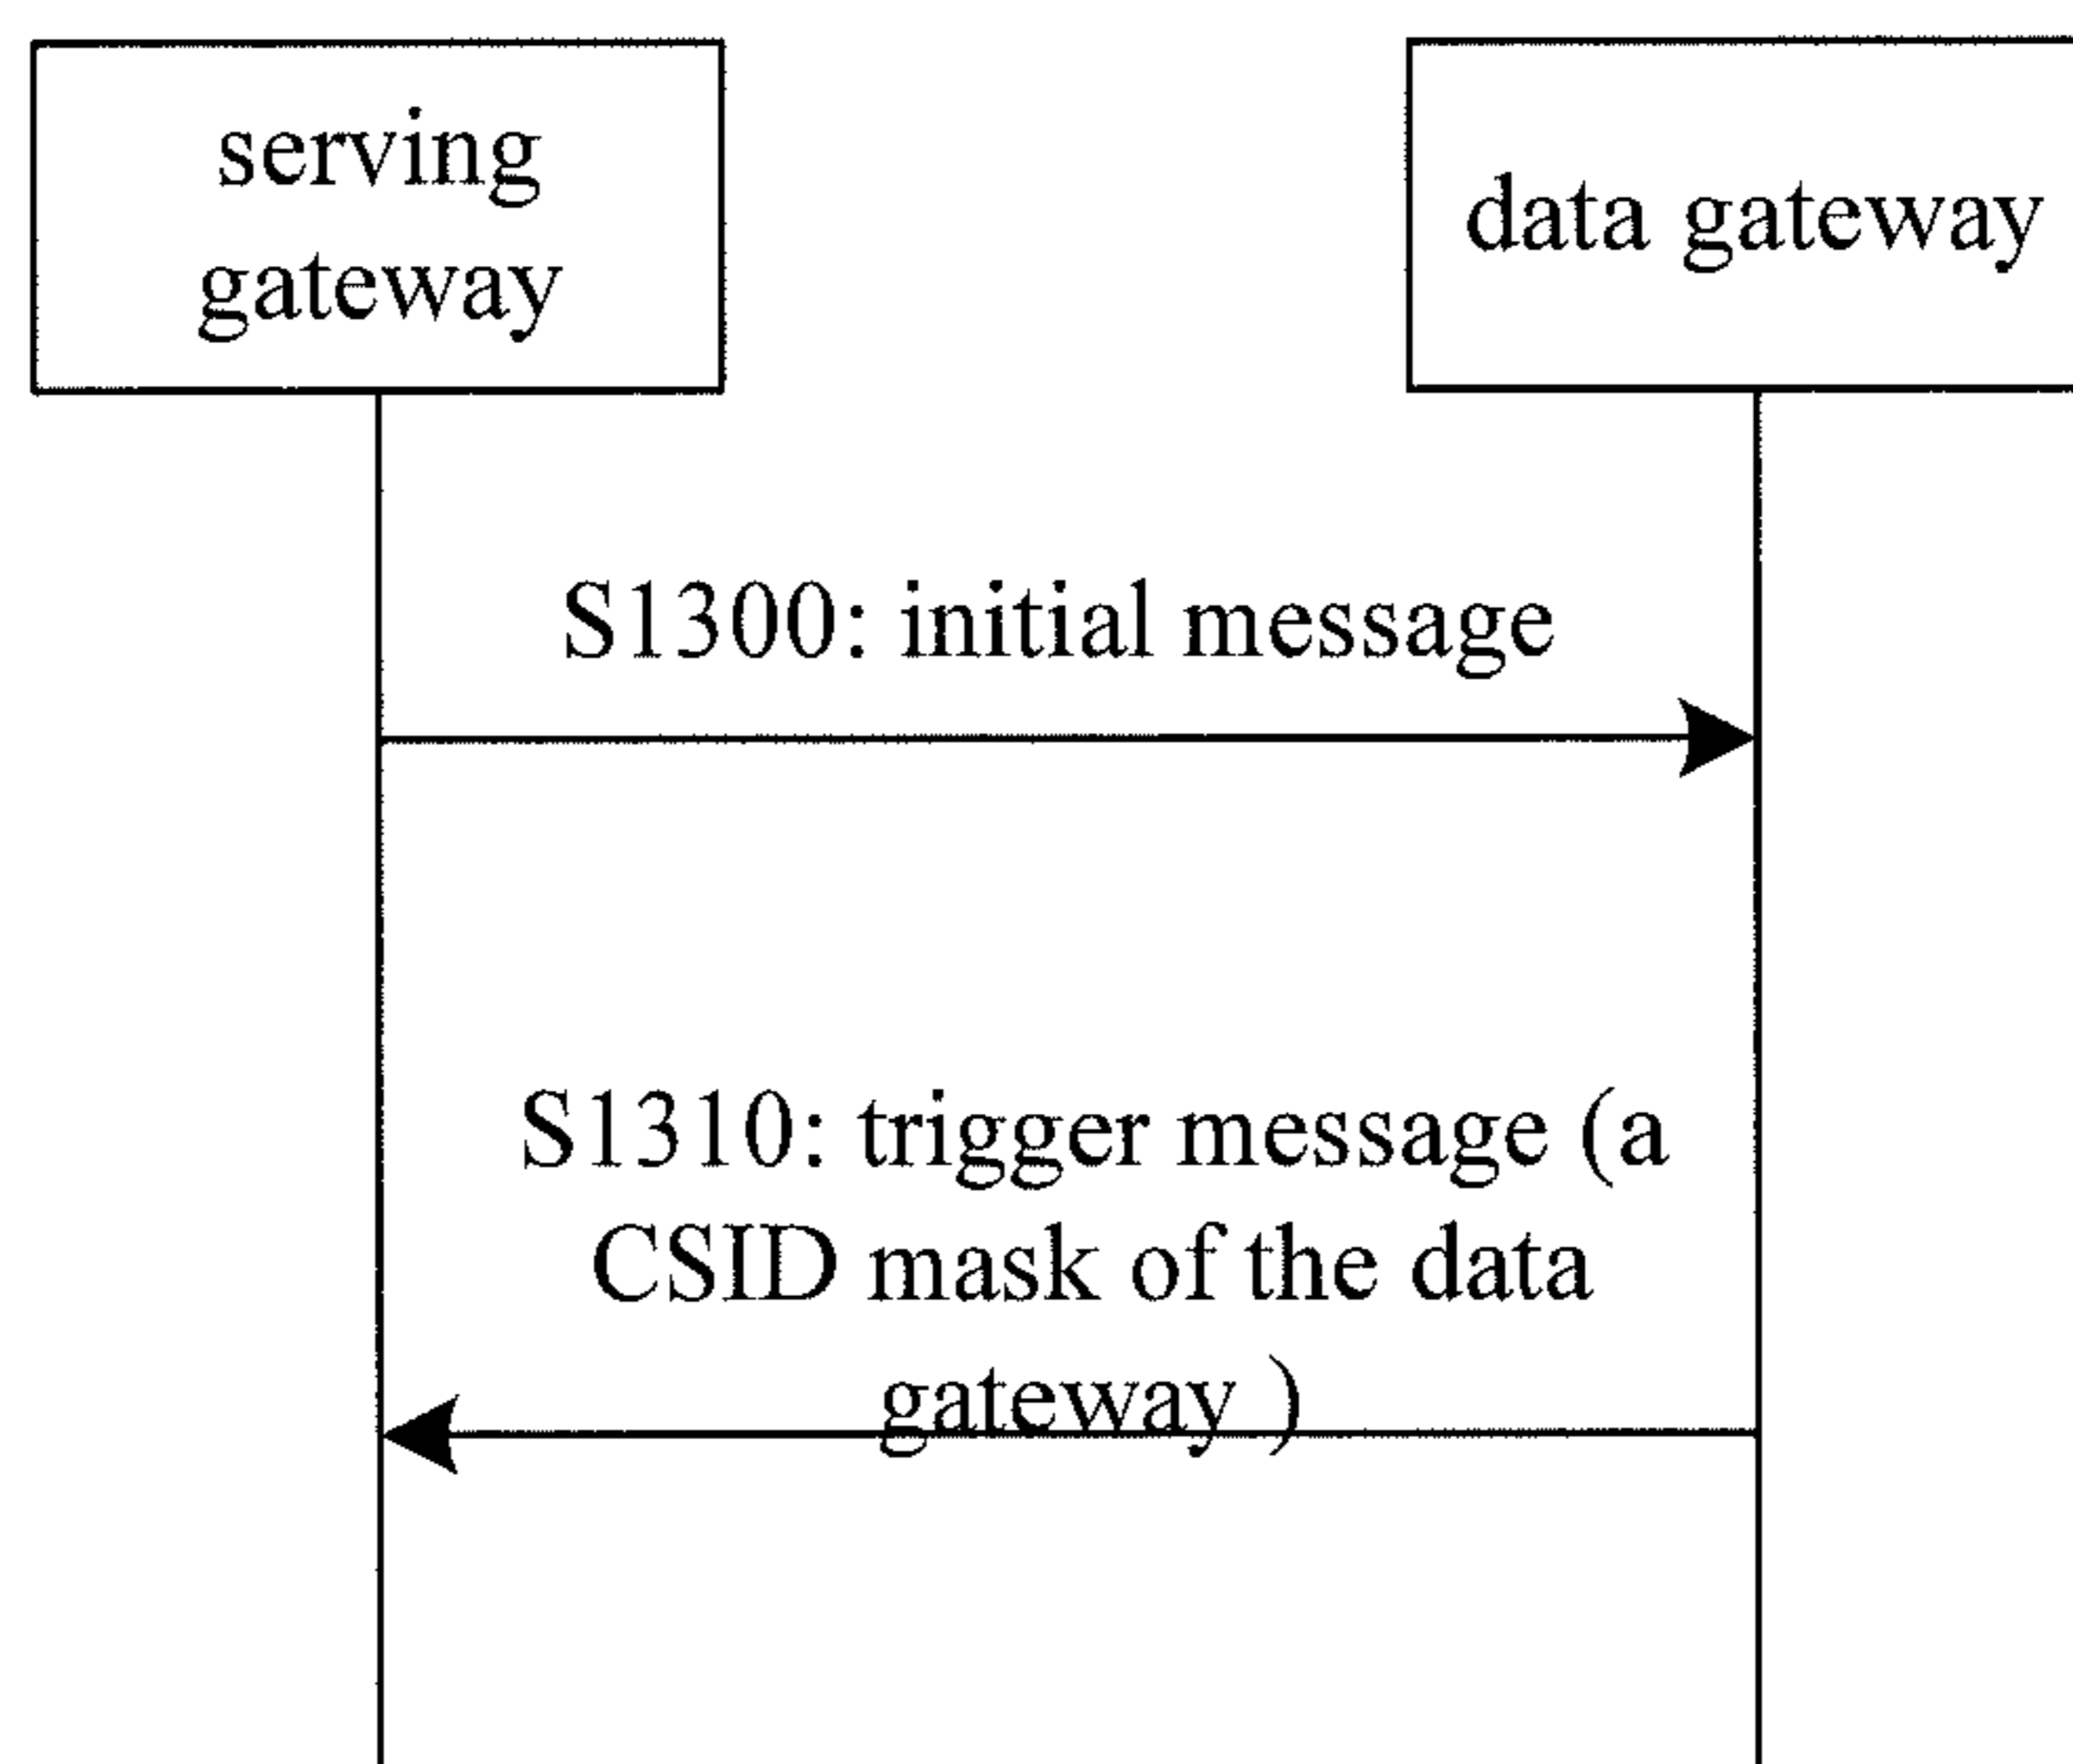 serving
gateway
data gateway
S1300: initial message
S1310: trigger message (a
CSID mask of the data
gateway )